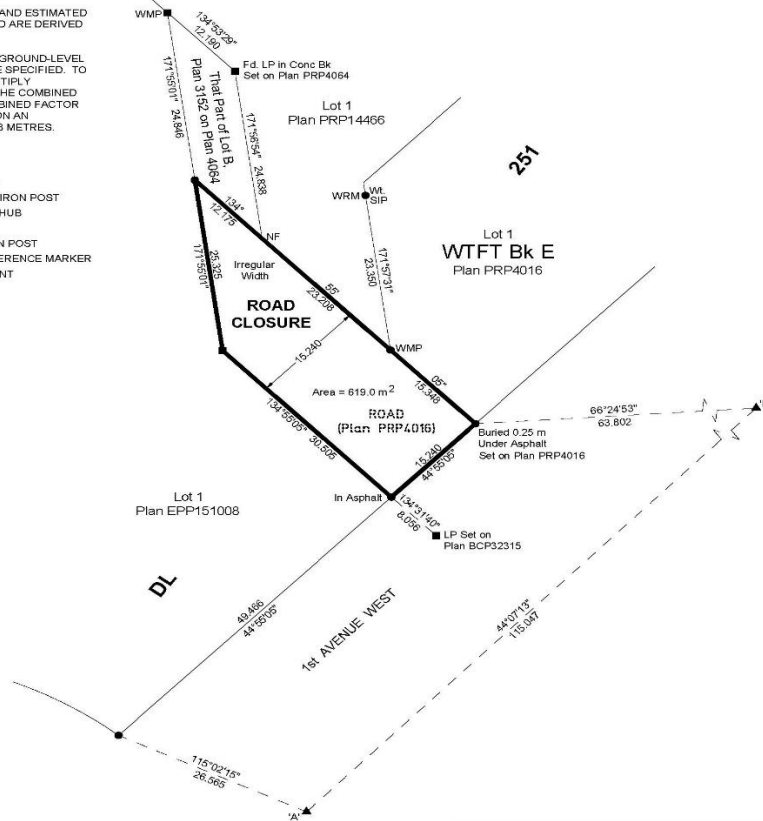 AND ESTIMATED
D ARE DERIVED
GROUND-LEVEL
E SPECIFIED. TO
TIPLY
HE COMBINED
BINED FACTOR
ON AN
METRES.
IRON POST
HUB
N POST
ERENCE MARKER
NT
WMP
134°53'29"
12.190
Fd. LP in Conc Bk
Set on Plan PRP4064
171°55'01" 24.846
That Part of Lot B,
Plan 3152 on Plan 4064
171°56'54" 24.838
Lot 1
Plan PRP14466
251
WRM
Wt.
SIP
Lot 1
WTFT Bk E
Plan PRP4016
171°57'31"
23.350
134°
12.175
NF
25.325
171°55'01"
Irregular
Width
55'
23.208
ROAD
CLOSURE
15.240
WMP
05"
15.348
Area = 619.0 m2
ROAD
(Plan PRP4016)
134°55'05" 30.505
66°24'53"
63.802
Buried 0.25 m
Under Asphalt
Set on Plan PRP4016
15.240
44°55'05"
In Asphalt
134°31'40"
8.056
LP Set on
Plan BCP32315
Lot 1
Plan EPP151008
DL
49.466
44°55'05"
1st AVENUE WEST
44°07'13"
115.047
115°02'15"
26.565
'A'